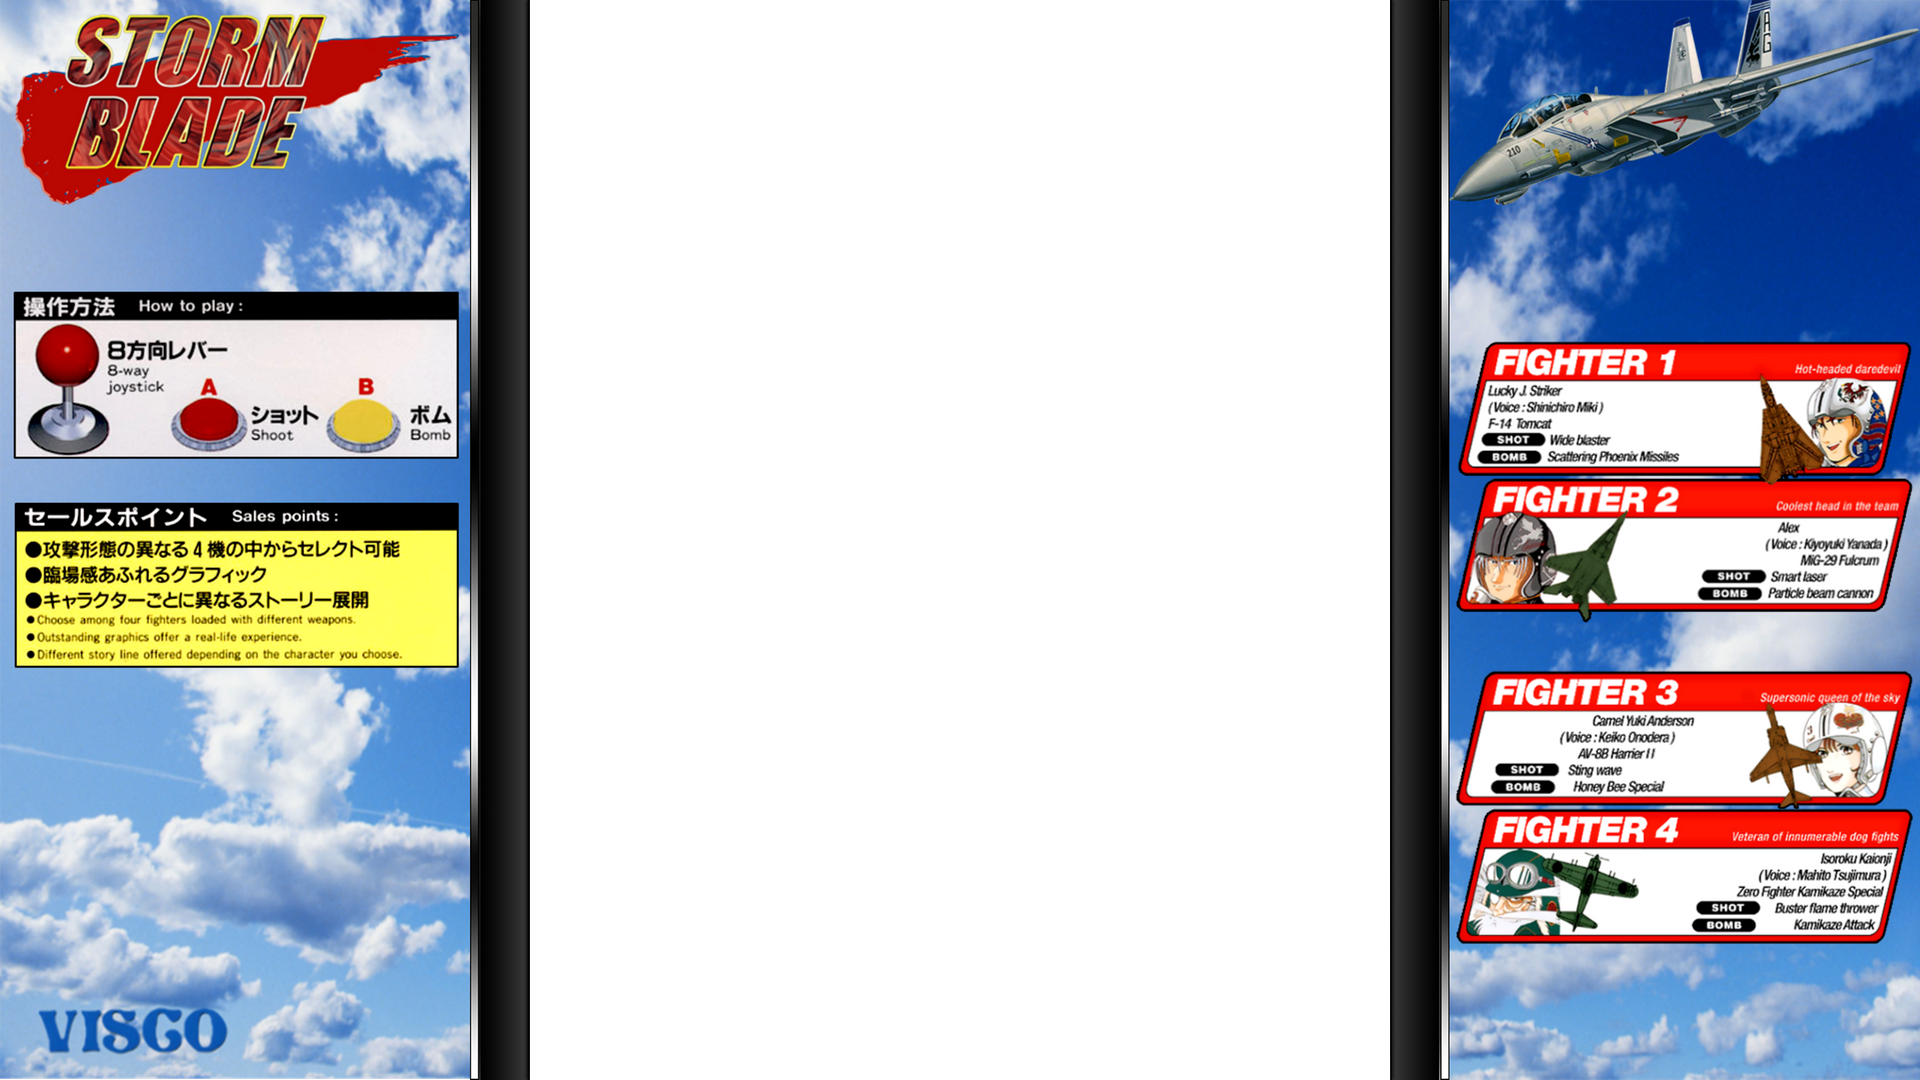 STORM
BLADE
操作方法 How to play :
8方向レバー
8-way
joystick
A
ショット
Shoot
B
ボム
Bomb
セールスポイント Sales points :
●攻撃形態の異なる4機の中からセレクト可能
●臨場感あふれるグラフィック
●キャラクターごとに異なるストーリー展開
●Choose among four fighters loaded with different weapons.
●Outstanding graphics offer a real-life experience.
●Different story line offered depending on the character you choose.
VISCO
AG
210
FIGHTER 1
Hot-headed daredevil
Lucky J. Striker
(Voice : Shinichiro Miki)
F-14 Tomcat
SHOT Wide blaster
BOMB Scattering Phoenix Missiles
FIGHTER 2
Coolest head in the team
Alex
(Voice : Kiyoyuki Yanada)
MiG-29 Fulcrum
SHOT Smart laser
BOMB Particle beam cannon
FIGHTER 3
Supersonic queen of the sky
Camel Yuki Anderson
(Voice : Keiko Onodera)
AV-8B Harrier II
SHOT Sting wave
BOMB Honey Bee Special
FIGHTER 4
Veteran of innumerable dog fights
Isoroku Kaionji
(Voice : Mahito Tsujimura)
Zero Fighter Kamikaze Special
SHOT Buster flame thrower
BOMB Kamikaze Attack